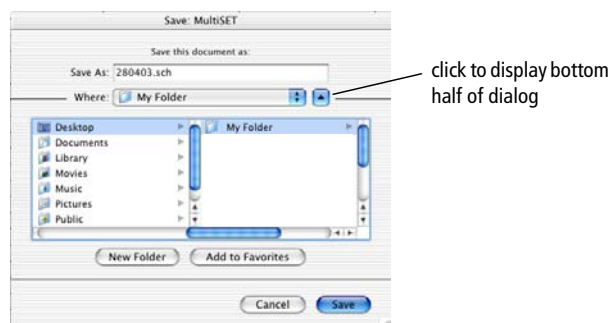 Save: MultiSET
Save this document as:
Save As: 280403.sch
Where: My Folder
click to display bottom
half of dialog
Desktop
My Folder
Documents
Library
Movies
Music
Pictures
Public
New Folder
Add to Favorites
Cancel
Save